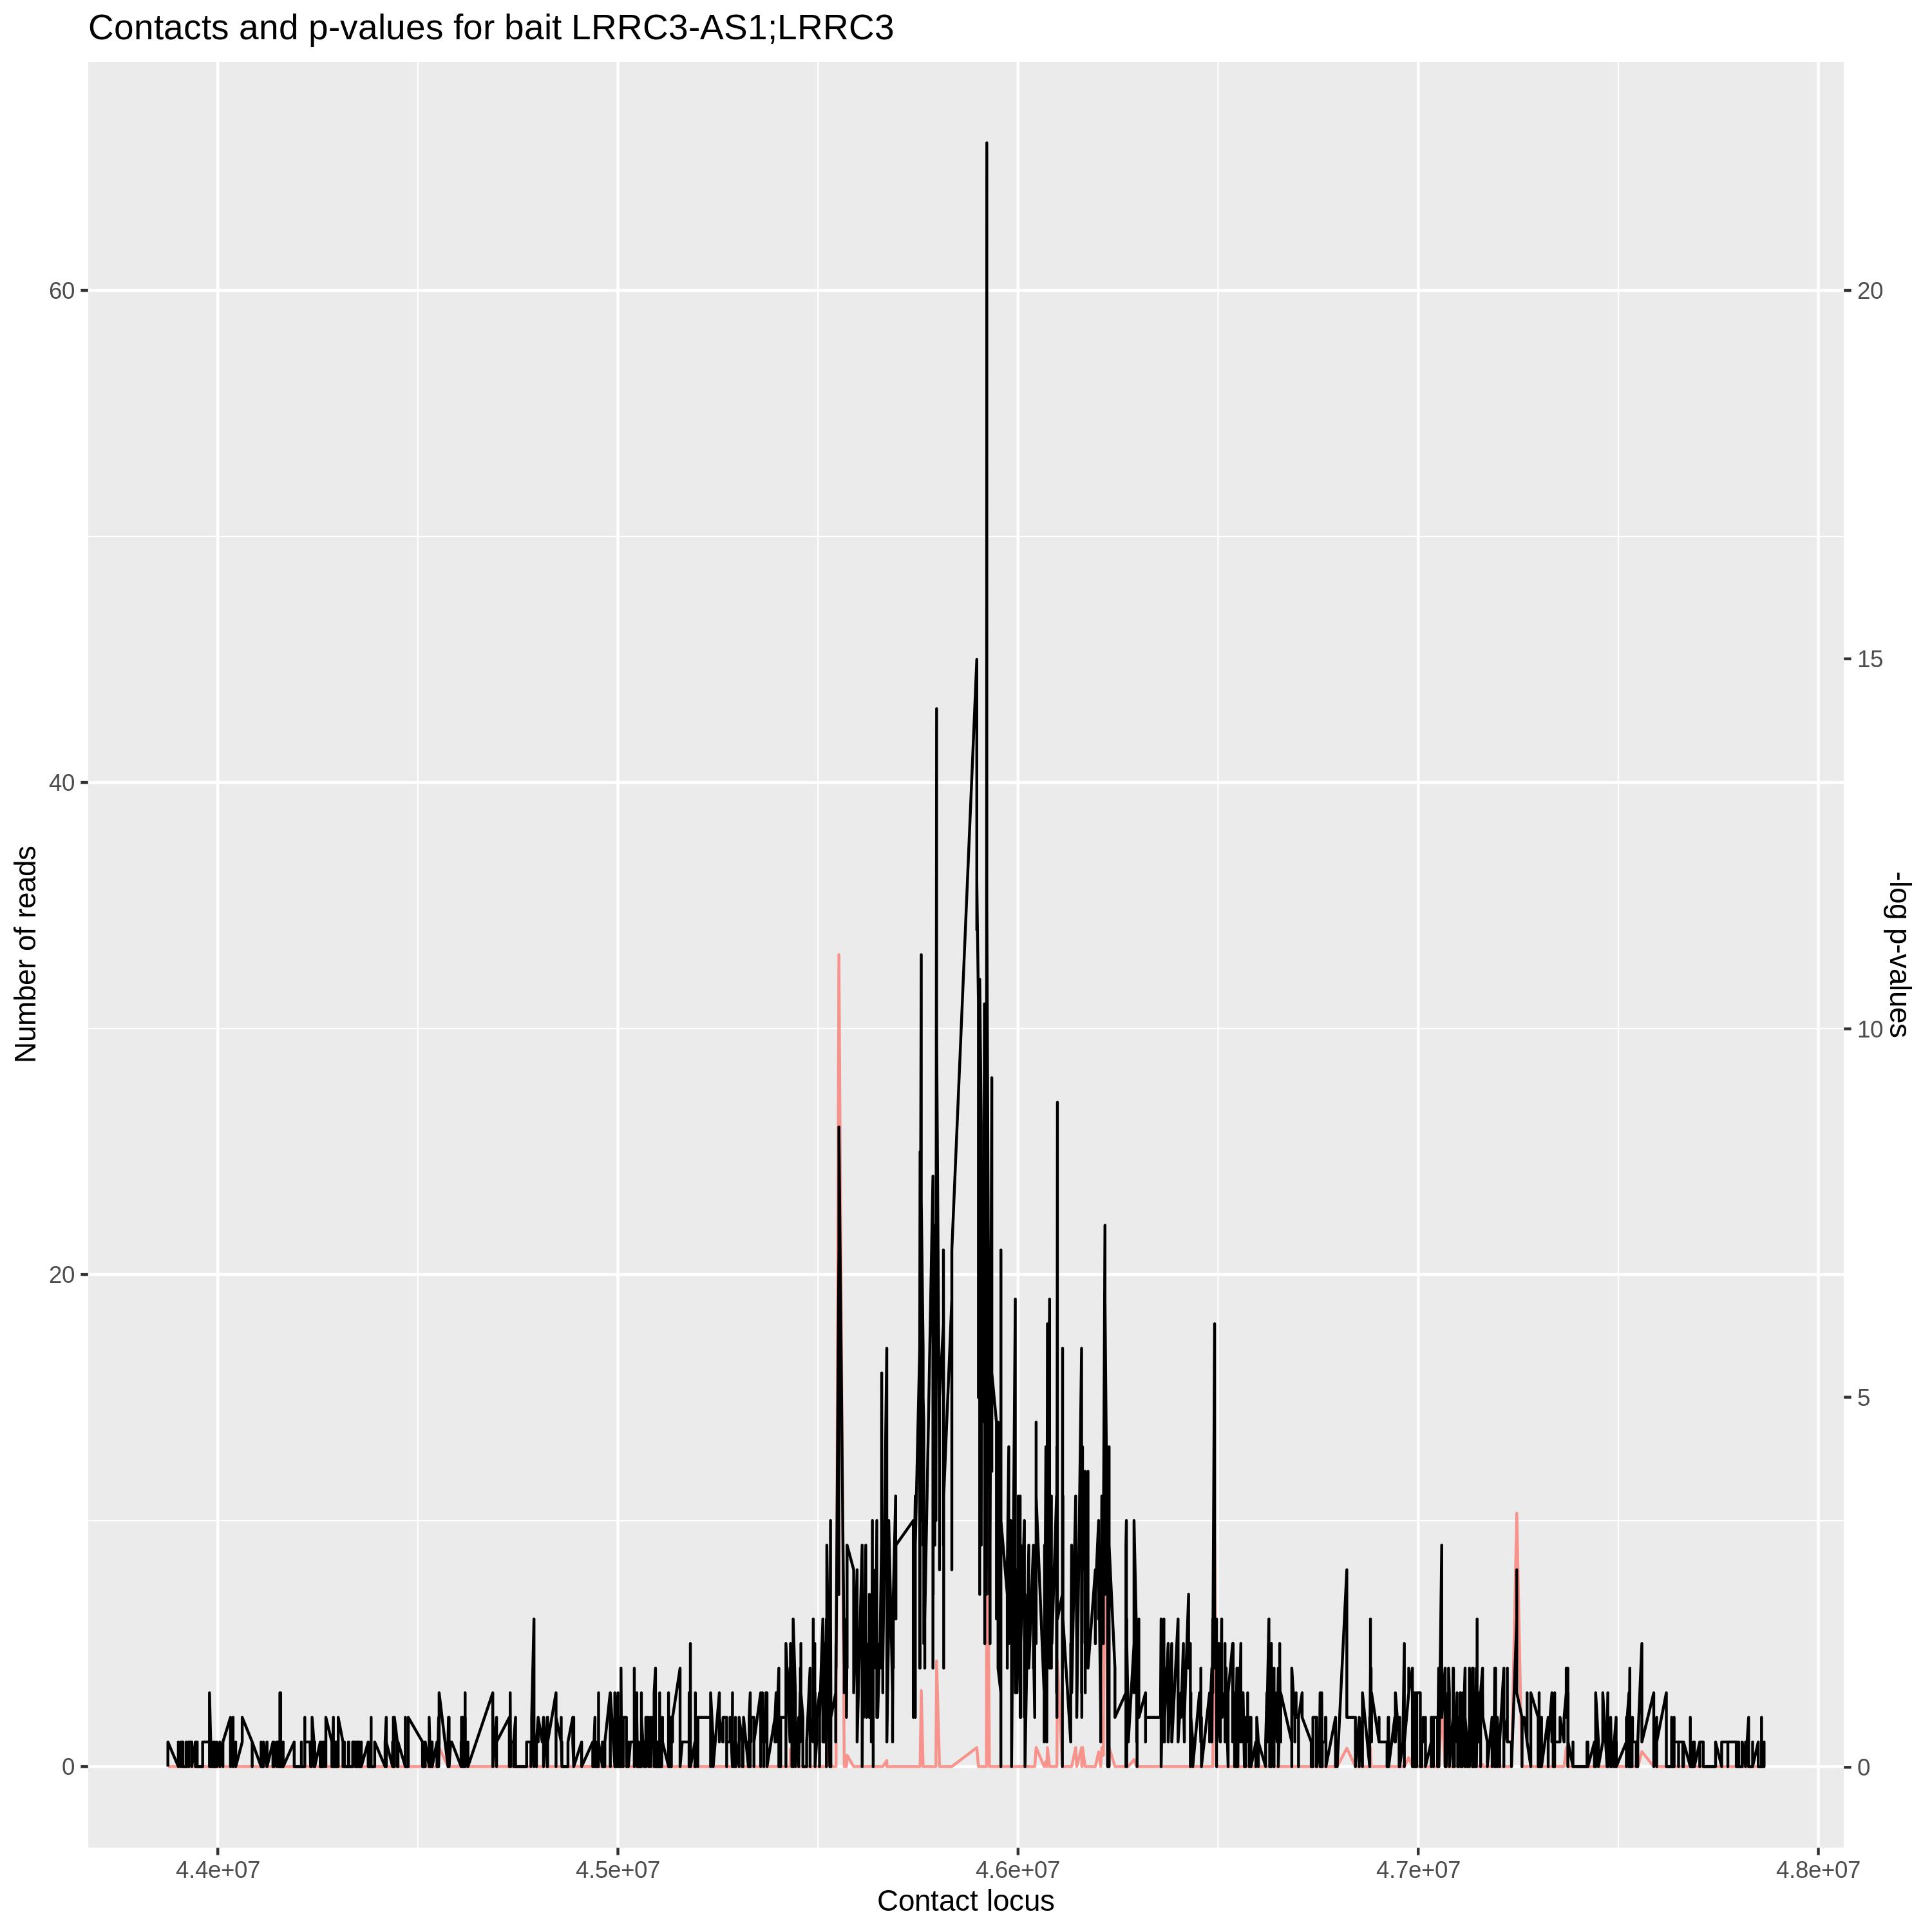 Contacts and p-values for bait LRRC3-AS1;LRRC3
60
40
20
0
Number of reads
20
15
10
5
0
-log p-values
4.4e+07
4.5e+07
4.6e+07
4.7e+07
4.8e+07
Contact locus